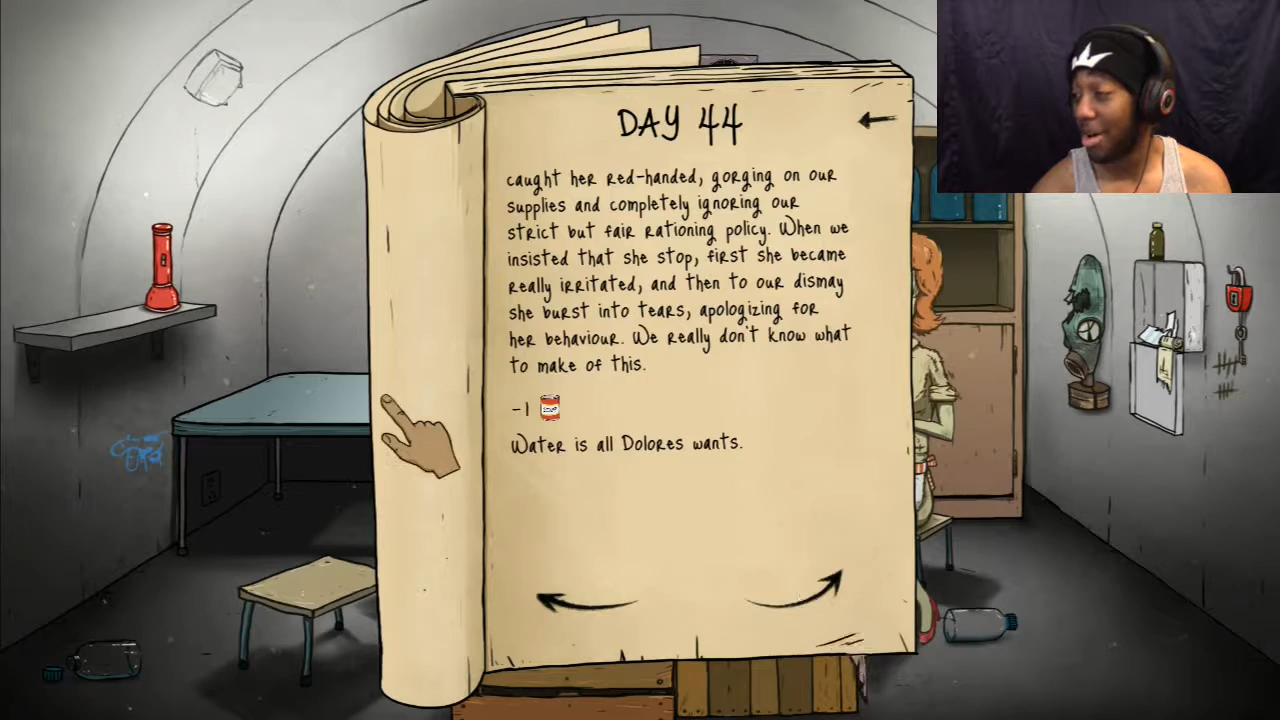 DAY 44
caught her red-handed, gorging on our
supplies and completely ignoring our
strict but fair rationing policy. When we
insisted that she stop, first she became
really irritated, and then to our dismay
she burst into tears, apologizing for
her behaviour. We really don't know what
to make of this.
-1
SOUP
Water is all Dolores wants.